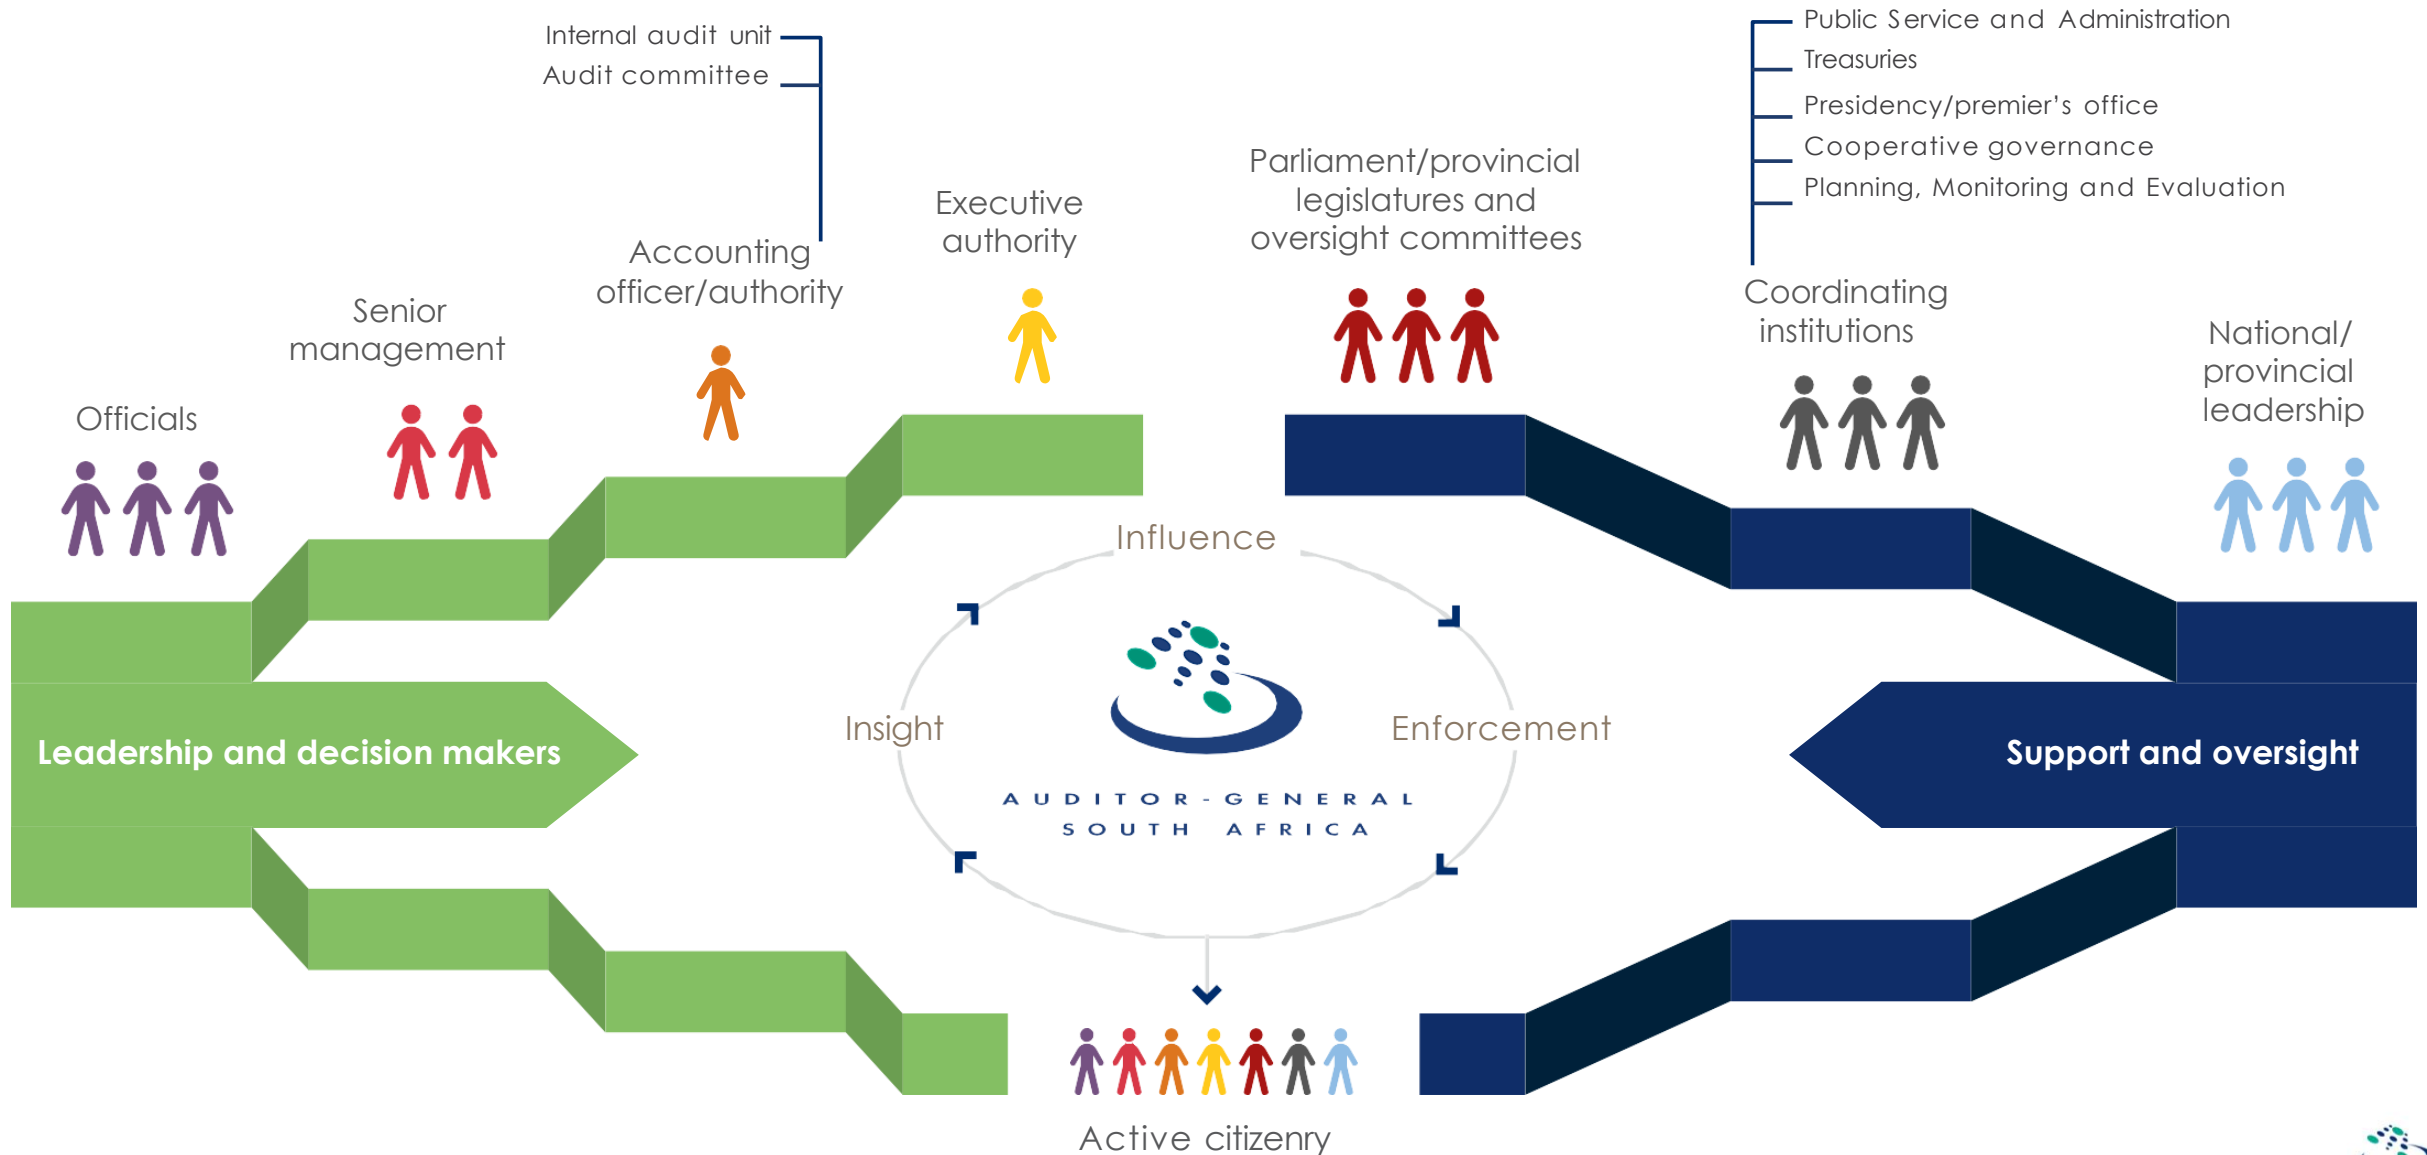 Internal audit unit
Audit committee
Public Service and Administration
Treasuries
Presidency/premier’s office
Cooperative governance
Planning, Monitoring and Evaluation
Officials
Senior
management
Accounting
officer/authority
Executive
authority
Parliament/provincial
legislatures and
oversight committees
Coordinating
institutions
National/
provincial
leadership
Influence
Insight
Enforcement
Leadership and decision makers
AUDITOR-GENERAL
SOUTH AFRICA
Support and oversight
Active citizenry